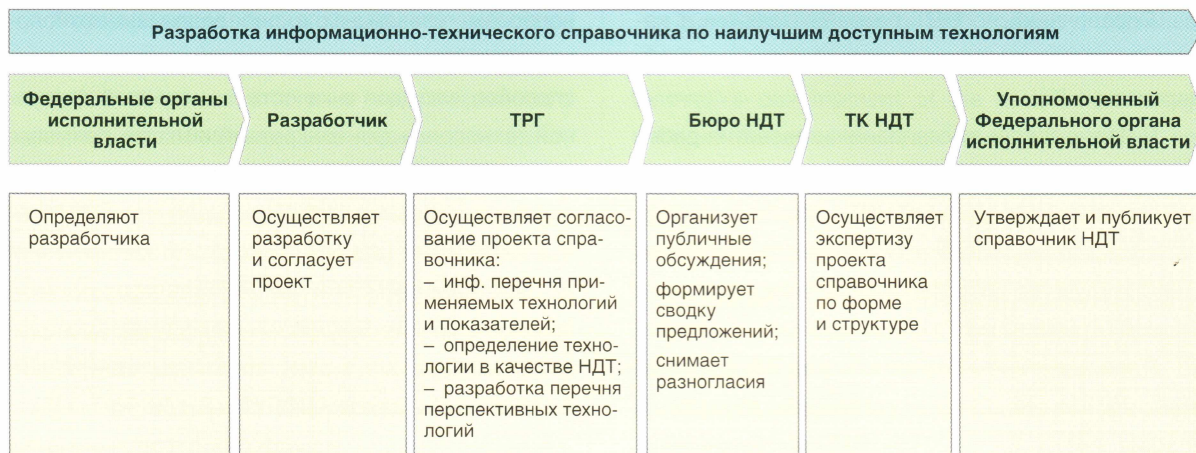 Разработка информационно-технического справочника по наилучшим доступным технологиям
Федеральные органы
исполнительной
власти
Разработчик
ТРГ
Бюро НДТ
ТК НДТ
Уполномоченный
Федерального органа
исполнительной власти
Определяют
разработчика
Осуществляет
разработку
и согласует
проект
Осуществляет согласо-
вание проекта спра-
вочника:
– инф. перечня при-
меняемых технологий
и показателей;
– определение техно-
логии в качестве НДТ;
– разработка перечня
перспективных техно-
логий
Организует
публичные
обсуждения;
формирует
сводку
предложений;
снимает
разногласия
Осуществляет
экспертизу
проекта
справочника
по форме
и структуре
Утверждает и публикует
справочник НДТ